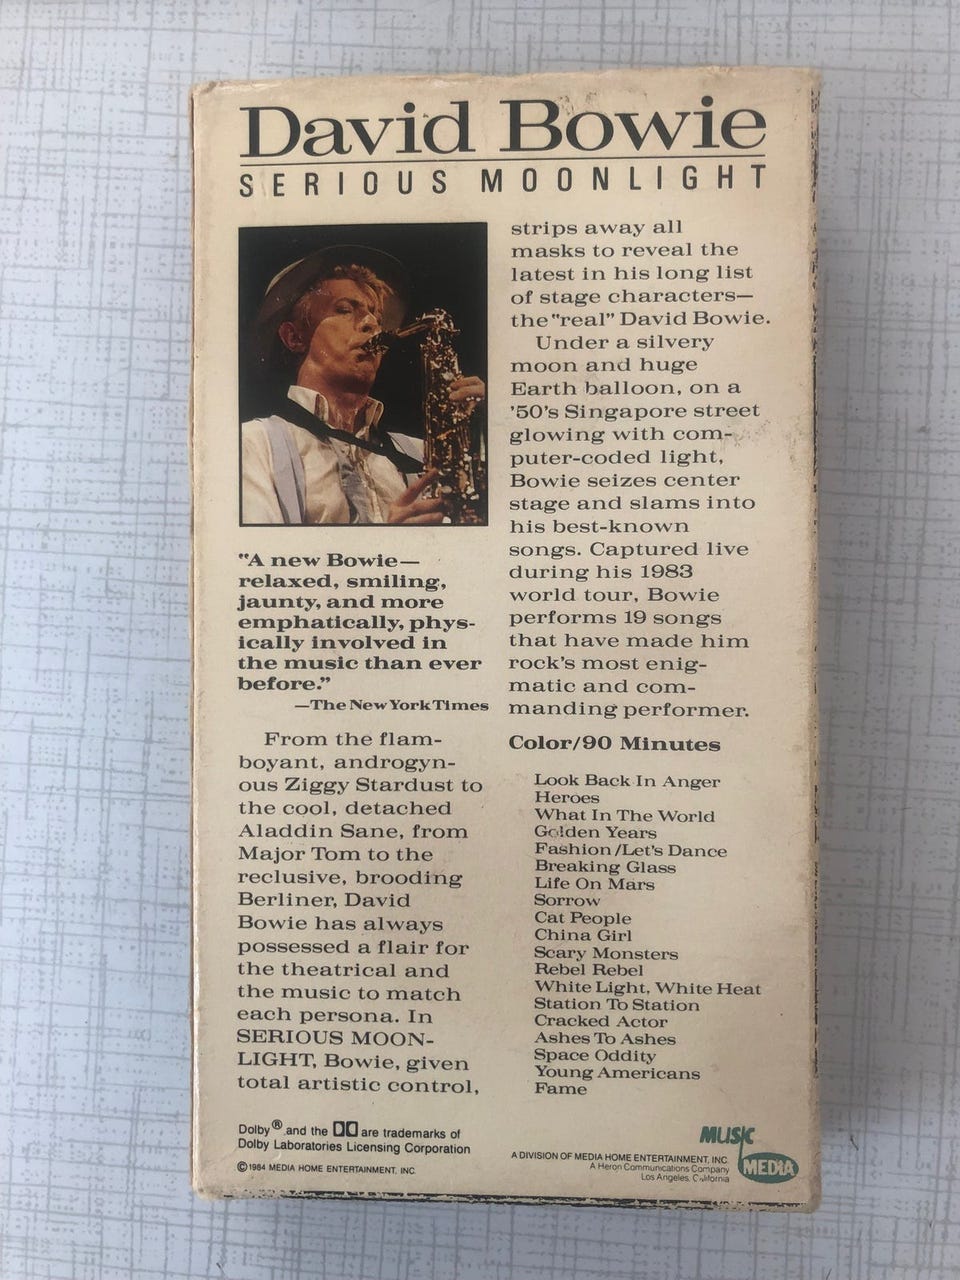 David Bowie
SERIOUS MOONLIGHT
"A new Bowie—
relaxed, smiling,
jaunty, and more
emphatically, phys-
ically involved in
the music than ever
before."
—The New York Times
From the flam-
boyant, androgyn-
ous Ziggy Stardust to
the cool, detached
Aladdin Sane, from
Major Tom to the
reclusive, brooding
Berliner, David
Bowie has always
possessed a flair for
the theatrical and
the music to match
each persona. In
SERIOUS MOON-
LIGHT, Bowie, given
total artistic control,
strips away all
masks to reveal the
latest in his long list
of stage characters—
the "real" David Bowie.
Under a silvery
moon and huge
Earth balloon, on a
'50's Singapore street
glowing with com-
puter-coded light,
Bowie seizes center
stage and slams into
his best-known
songs. Captured live
during his 1983
world tour, Bowie
performs 19 songs
that have made him
rock's most enig-
matic and com-
manding performer.
Color/90 Minutes
Look Back In Anger
Heroes
What In The World
Golden Years
Fashion/Let's Dance
Breaking Glass
Life On Mars
Sorrow
Cat People
China Girl
Scary Monsters
Rebel Rebel
White Light, White Heat
Station To Station
Cracked Actor
Ashes To Ashes
Space Oddity
Young Americans
Fame
Dolby® and the DD are trademarks of
Dolby Laboratories Licensing Corporation
©1984 MEDIA HOME ENTERTAINMENT, INC.
A DIVISION OF MEDIA HOME ENTERTAINMENT, INC.
A Heron Communications Company
Los Angeles, California
MUSIC
MEDIA